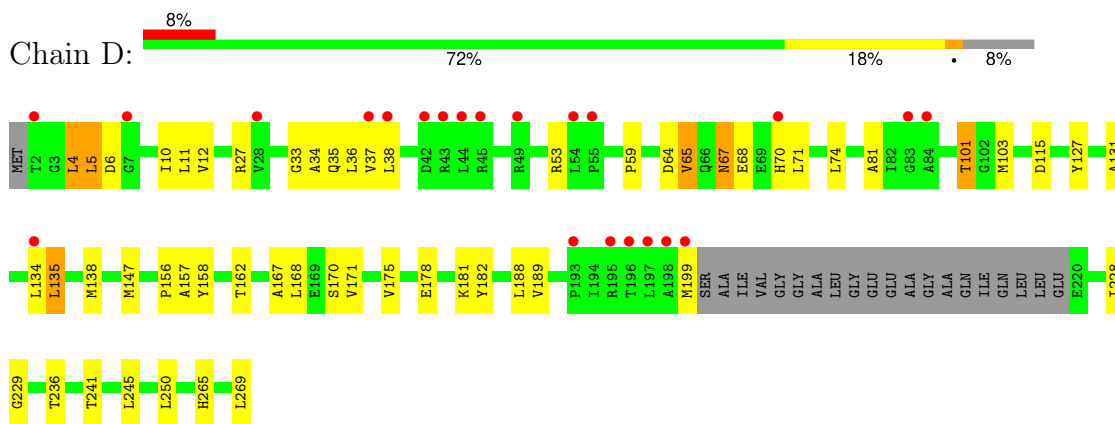 8%
Chain D:
72% 18% • 8%
MET T2 G3 L4 L5 D6 G7 I10 L11 V12 R27 V28 G33 A34 Q35 L36 V37 L38 D42 R43 L44 R45 R49 R53 L54 P55 P59 D64 V65 Q66 N67 E68 E69 H70 L71 L74 A81 I82 G83 A84 T101 G102 M103 D115 Y127 A131
L134 L135 M138 M147 P156 A157 Y158 T162 A167 L168 E169 S170 V171 V175 E178 K181 Y182 L188 V189 P193 I194 R195 T196 L197 A198 M199 SER ALA ILE VAL GLY GLY ALA LEU GLY GLU GLU ALA GLY ALA GLN ILE GLN LEU LEU GLU E220
G229 T236 T241 L245 L250 H265 L269